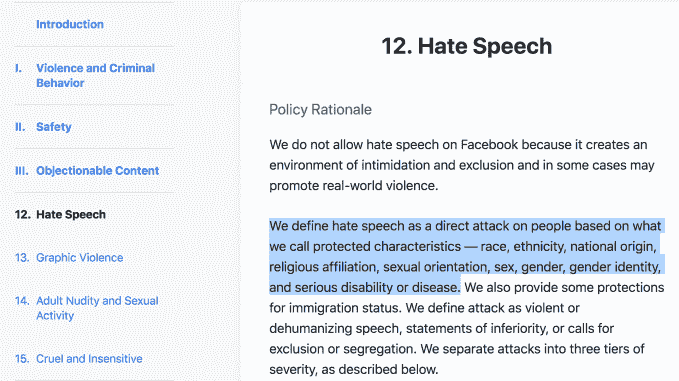 Introduction
I. Violence and Criminal
Behavior
II. Safety
III. Objectionable Content
12. Hate Speech
13. Graphic Violence
14. Adult Nudity and Sexual
Activity
15. Cruel and Insensitive
12. Hate Speech
Policy Rationale
We do not allow hate speech on Facebook because it creates an
environment of intimidation and exclusion and in some cases may
promote real-world violence.
We define hate speech as a direct attack on people based on what
we call protected characteristics — race, ethnicity, national origin,
religious affiliation, sexual orientation, sex, gender, gender identity,
and serious disability or disease. We also provide some protections
for immigration status. We define attack as violent or
dehumanizing speech, statements of inferiority, or calls for
exclusion or segregation. We separate attacks into three tiers of
severity, as described below.